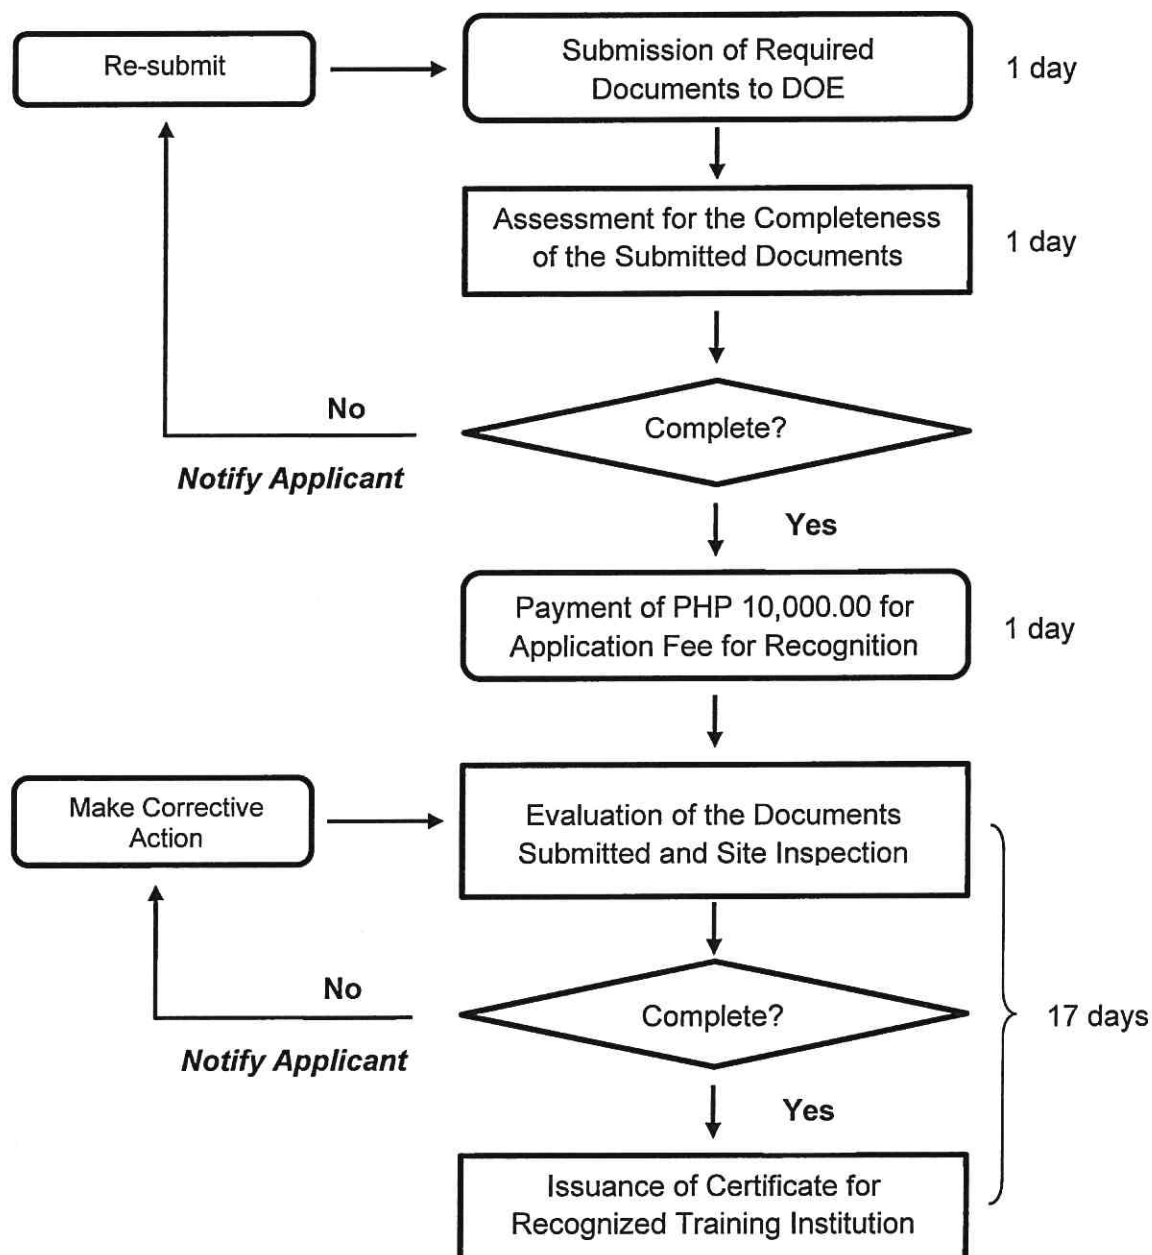 Re-submit
Submission of Required
Documents to DOE
1 day
Assessment for the Completeness
of the Submitted Documents
1 day
Complete?
No
Notify Applicant
Yes
Payment of PHP 10,000.00 for
Application Fee for Recognition
1 day
Make Corrective
Action
Evaluation of the Documents
Submitted and Site Inspection
Complete?
No
Notify Applicant
17 days
Yes
Issuance of Certificate for
Recognized Training Institution